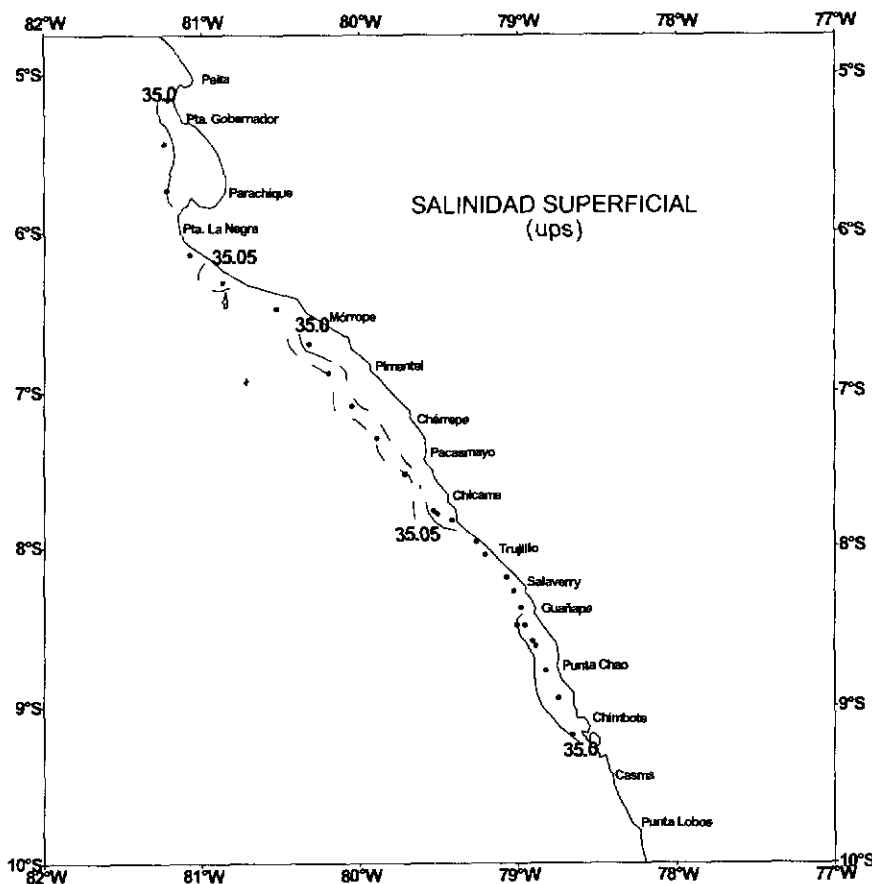 82°W 81°W 80°W 79°W 78°W 77°W
5°S 5°S
Paita
35.0
Pta. Gobernador
Parachique
SALINIDAD SUPERFICIAL
(ups)
6°S 6°S
Pta. La Negra
35.05
35.0
Mórrope
Pimentel
7°S 7°S
Chérrepe
Pacasmayo
Chicama
35.05
8°S 8°S
Trujillo
Salaverry
Guañape
Punta Chao
9°S 9°S
Chimbote
35.0
Casma
Punta Lobos
10°S 10°S
82°W 81°W 80°W 79°W 78°W 77°W